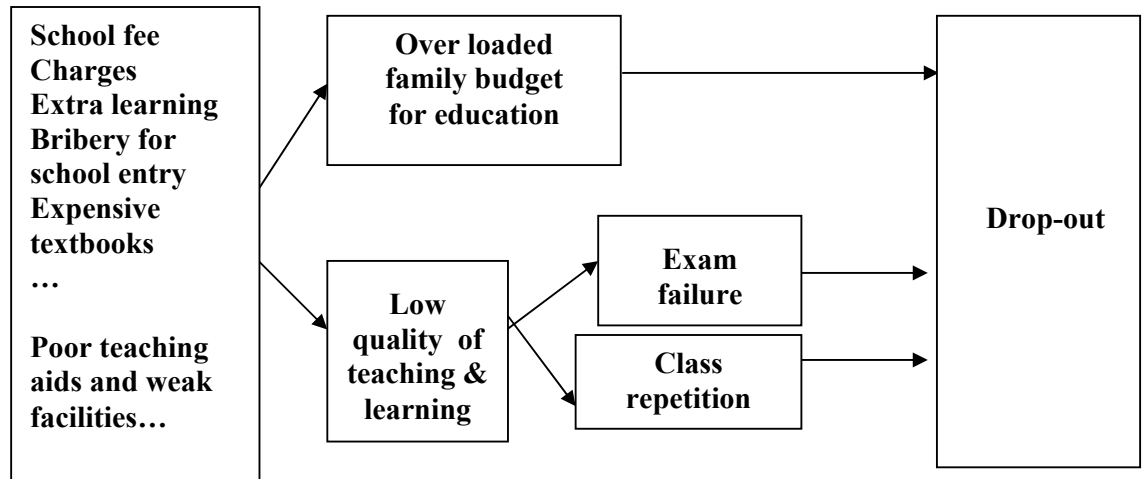 School fee
Charges
Extra learning
Bribery for
school entry
Expensive
textbooks
…
Poor teaching
aids and weak
facilities…
Over loaded
family budget
for education
Low
quality of
teaching &
learning
Exam
failure
Class
repetition
Drop-out